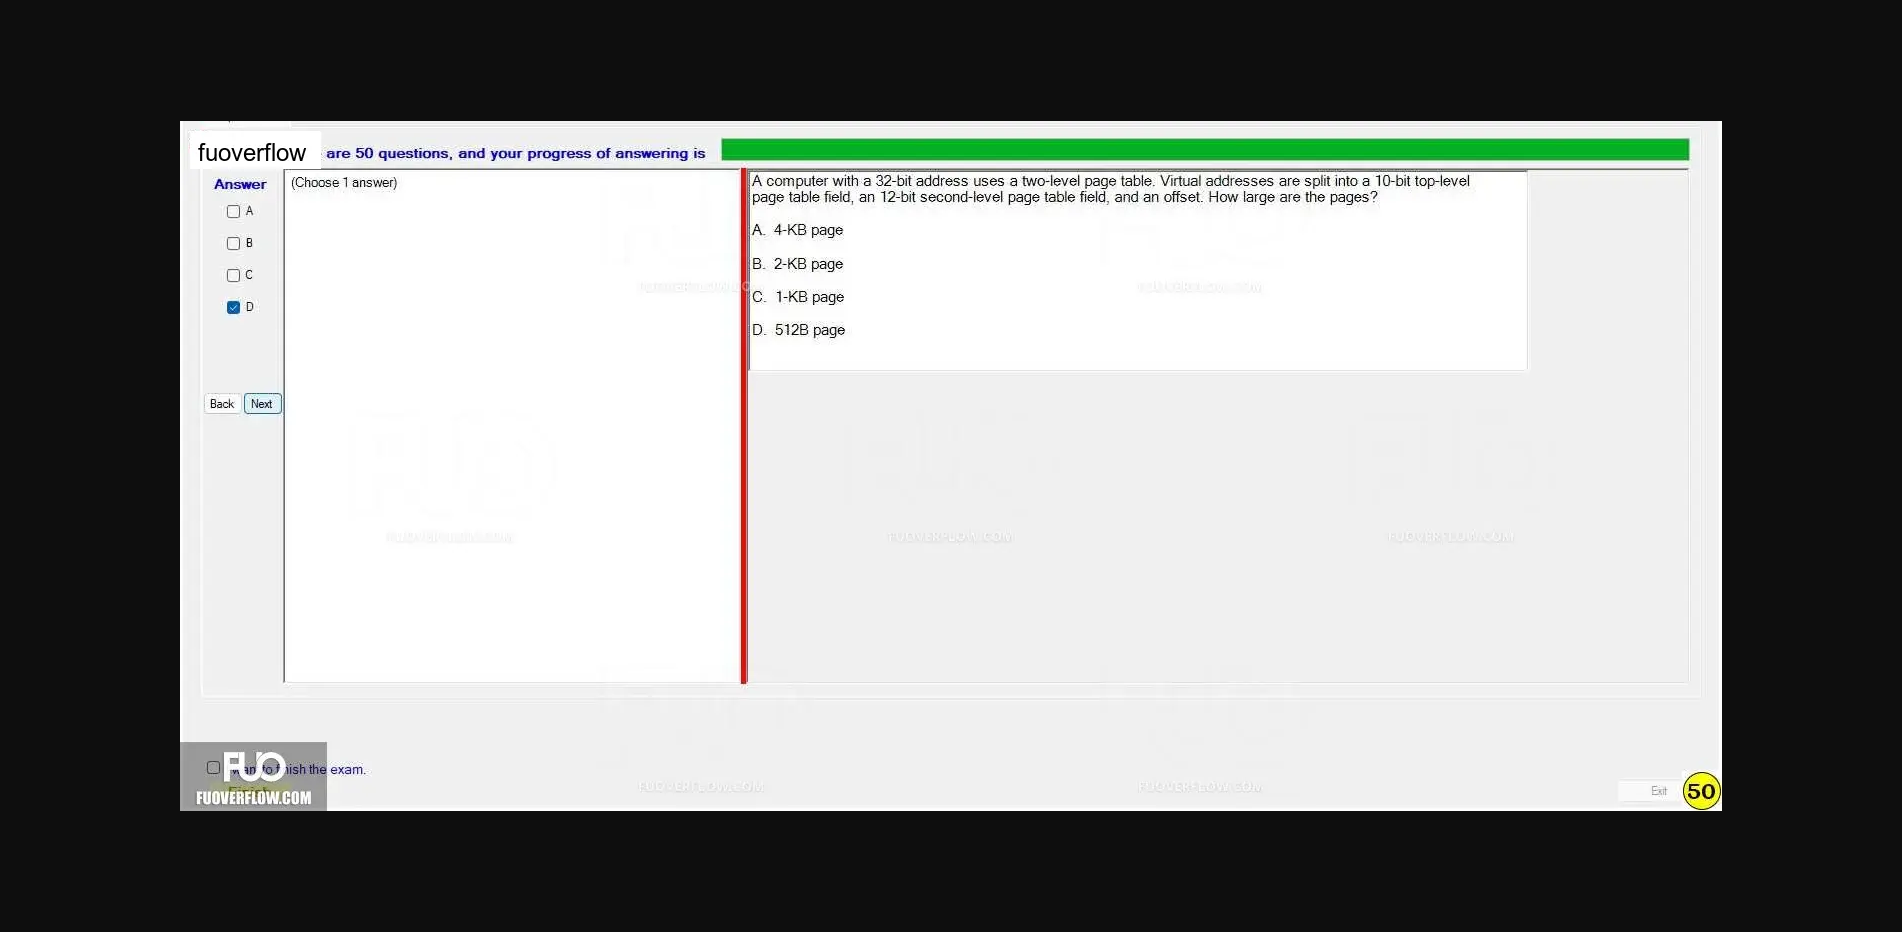 fuoverflow are 50 questions, and your progress of answering is
Answer
A
B
C
D
Back Next
(Choose 1 answer)
A computer with a 32-bit address uses a two-level page table. Virtual addresses are split into a 10-bit top-level
page table field, an 12-bit second-level page table field, and an offset. How large are the pages?
A. 4-KB page
B. 2-KB page
C. 1-KB page
D. 512B page
FUOVERFLOW.COM
FUOVERFLOW.COM
FUOVERFLOW.COM
FUOVERFLOW.COM
FUOVERFLOW.COM
FUO
want to finish the exam.
Finish
FUOVERFLOW.COM
FUOVERFLOW.COM
FUOVERFLOW.COM
Exit
50